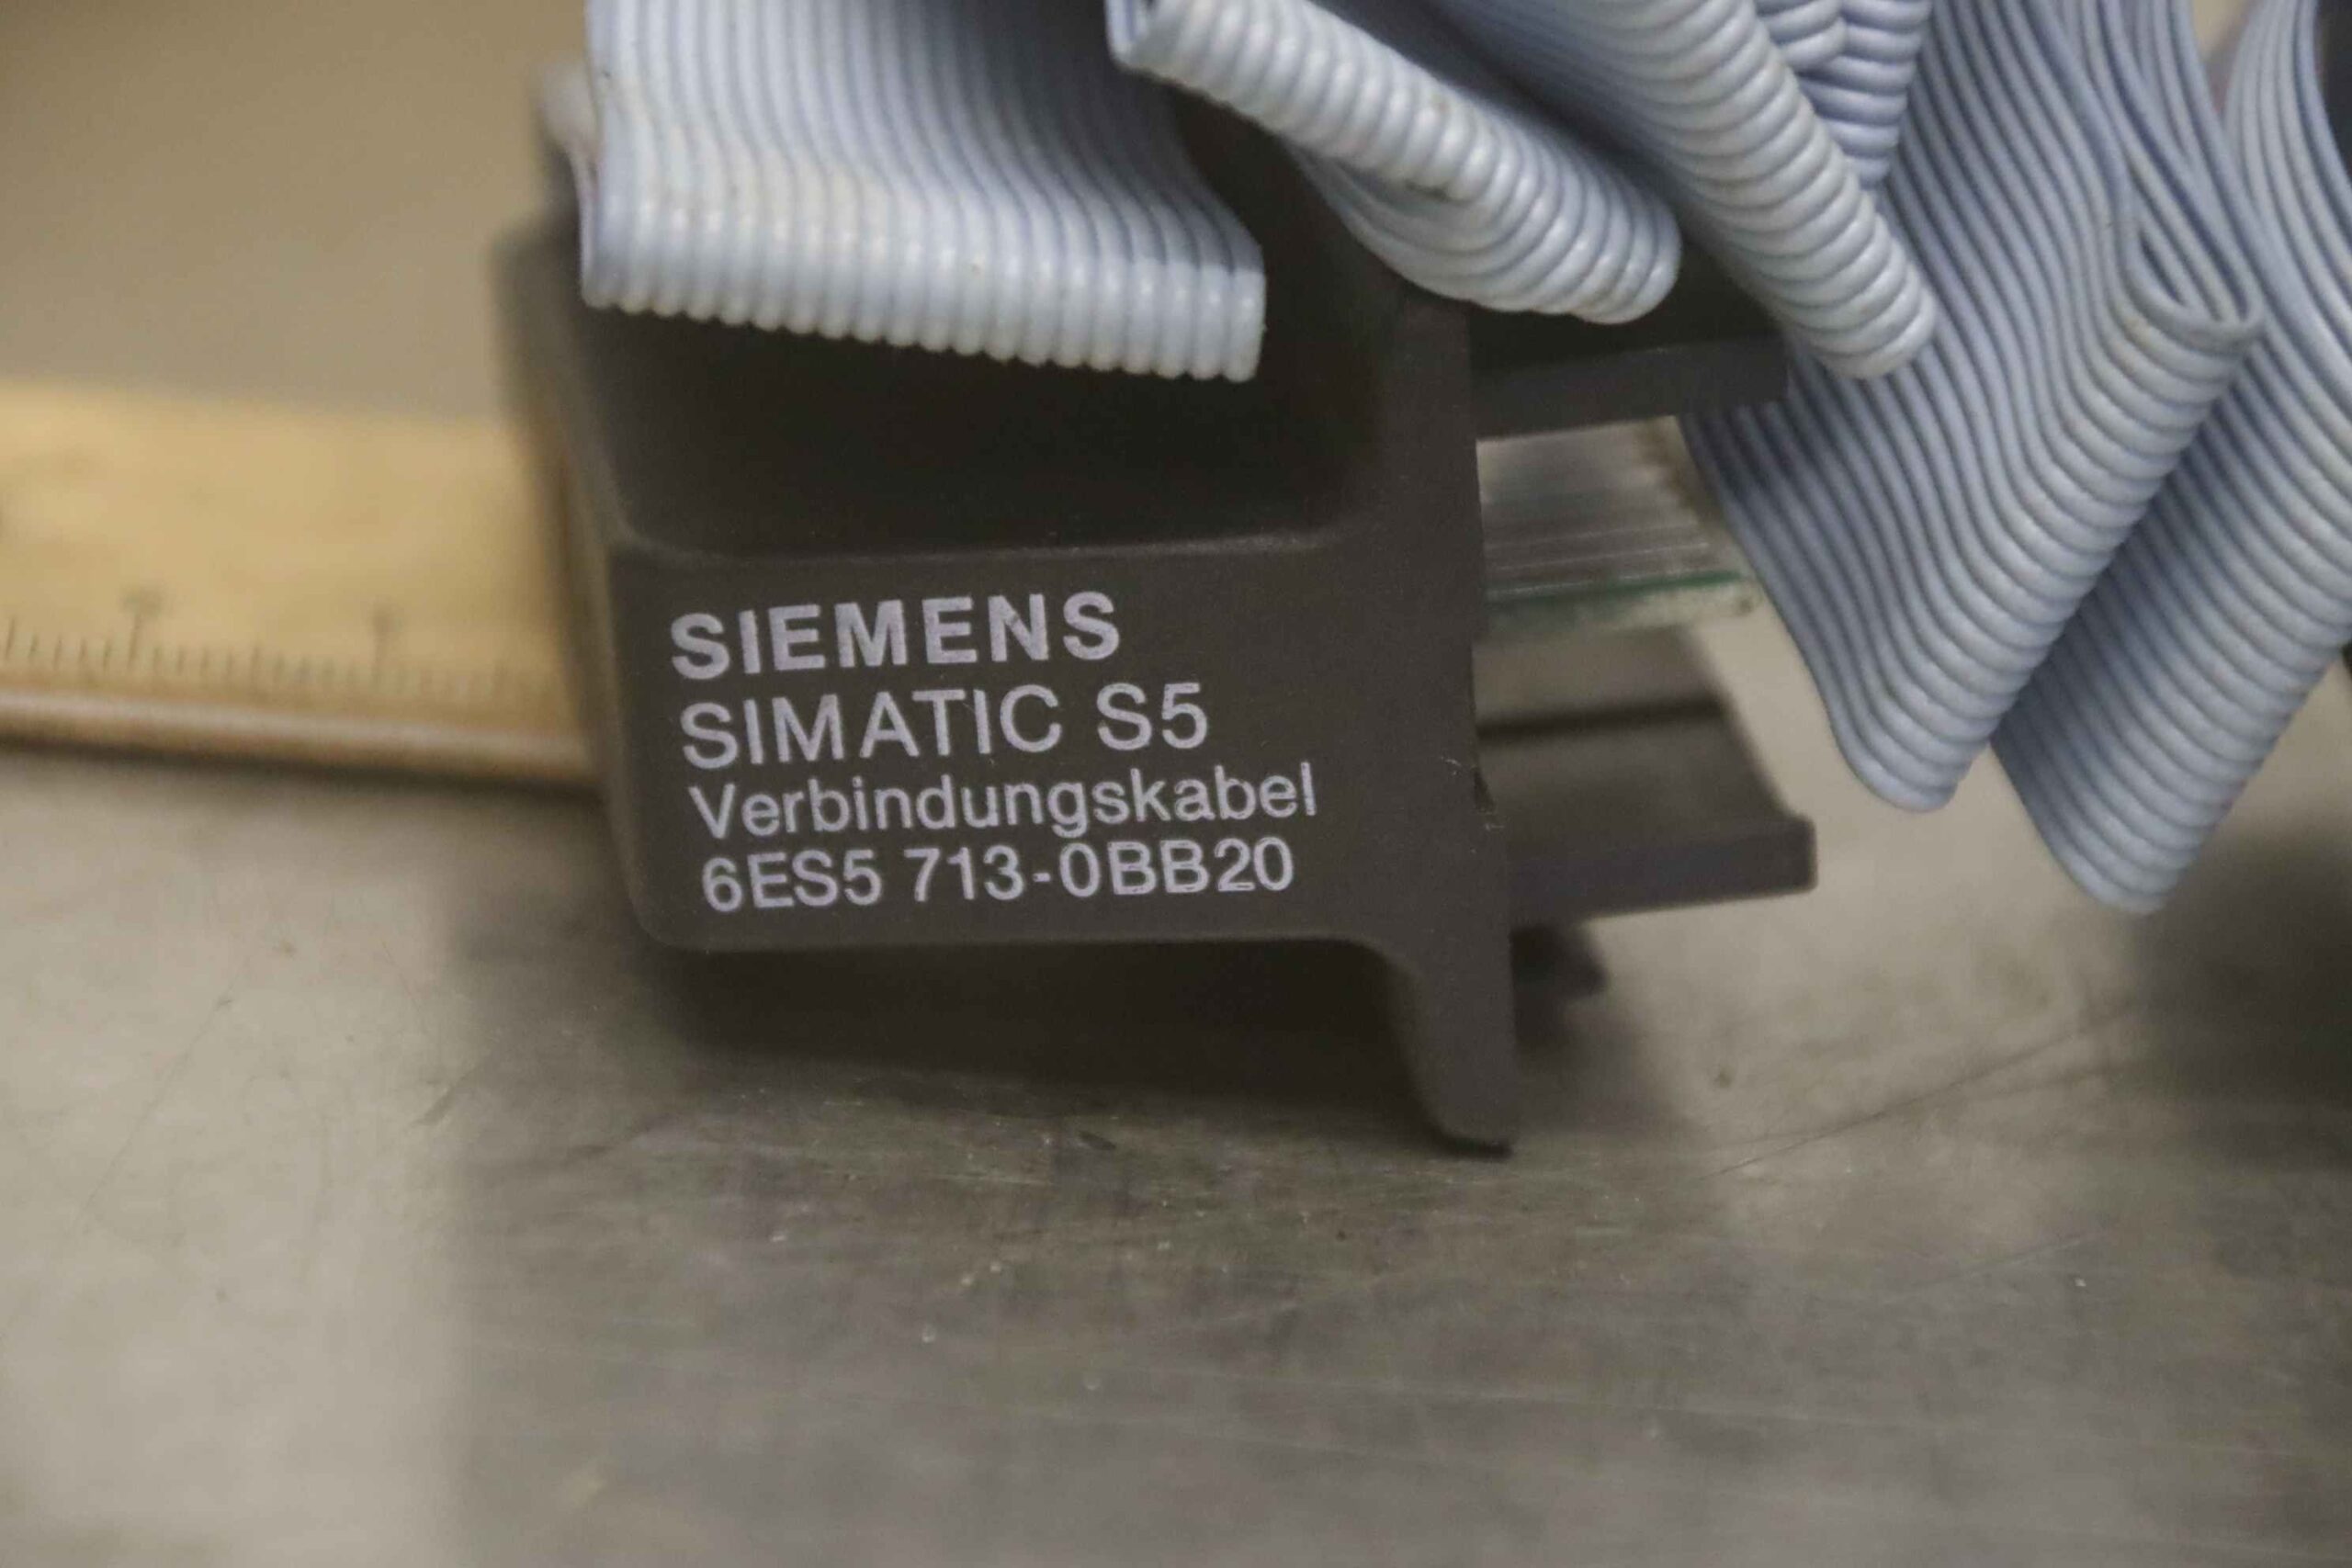 SIEMENS
SIMATIC S5
Verbindungskabel
6ES5 713-0BB20